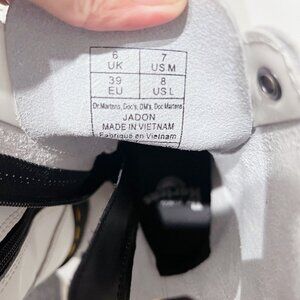 6 7
UK US M
39 8
EU US L
Dr. Martens, Doc's, DM's, Doc Martens
JADON
MADE IN VIETNAM
Fabriqué en Vietnam